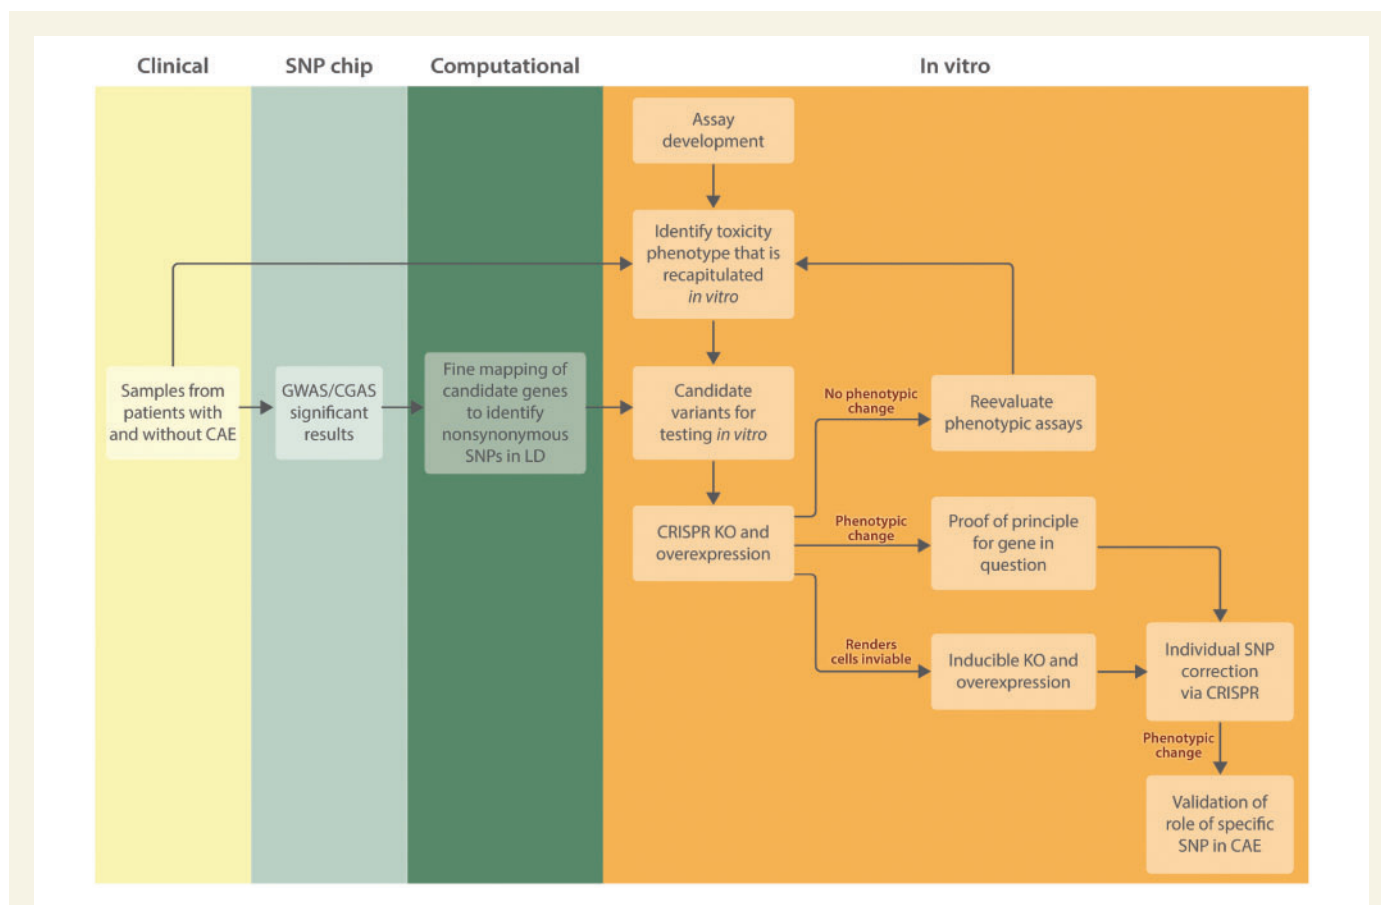 Clinical
SNP chip
Computational
In vitro
Assay
development
Identify toxicity
phenotype that is
recapitulated
in vitro
Samples from
patients with
and without CAE
GWAS/CGAS
significant
results
Fine mapping of
candidate genes
to identify
nonsynonymous
SNPs in LD
Candidate
variants for
testing in vitro
No phenotypic
change
Reevaluate
phenotypic assays
CRISPR KO and
overexpression
Phenotypic
change
Proof of principle
for gene in
question
Renders
cells inviable
Inducible KO and
overexpression
Individual SNP
correction
via CRISPR
Phenotypic
change
Validation of
role of specific
SNP in CAE